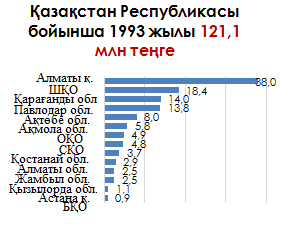 Қазақстан Республикасы
бойынша 1993 жылы 121,1
млн теңге
Алматы қ.
38,0
ШҚО
18,4
Қарағанды обл
14,0
Павлодар обл.
13,8
Ақтөбе обл.
8,0
Ақмола обл.
5,8
ОҚО
4,9
СҚО
4,8
Қостанай обл.
3,7
Алматы обл.
2,9
Жамбыл обл.
2,5
Қызылорда обл.
2,5
Астана қ.
1,1
БҚО
0,9